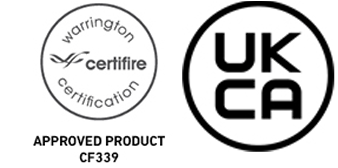 warrington
certifire
certification
APPROVED PRODUCT
CF339
UK
CA